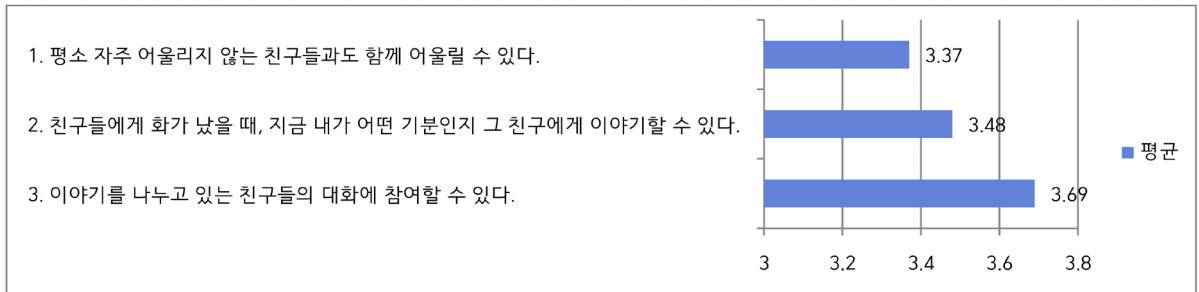 1. 평소 자주 어울리지 않는 친구들과도 함께 어울릴 수 있다.
3.37
2. 친구들에게 화가 났을 때, 지금 내가 어떤 기분인지 그 친구에게 이야기할 수 있다.
3.48
평균
3. 이야기를 나누고 있는 친구들의 대화에 참여할 수 있다.
3.69
3 3.2 3.4 3.6 3.8